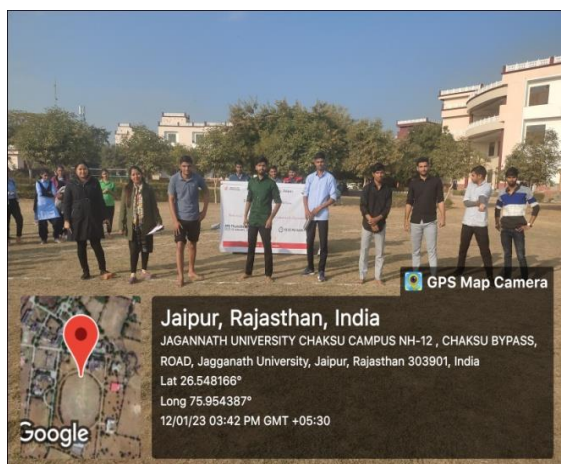 GPS Map Camera
Jaipur, Rajasthan, India
JAGANNATH UNIVERSITY CHAKSU CAMPUS NH-12 , CHAKSU BYPASS,
ROAD, Jagganath University, Jaipur, Rajasthan 303901, India
Lat 26.548166°
Long 75.954387°
12/01/23 03:42 PM GMT +05:30
Google